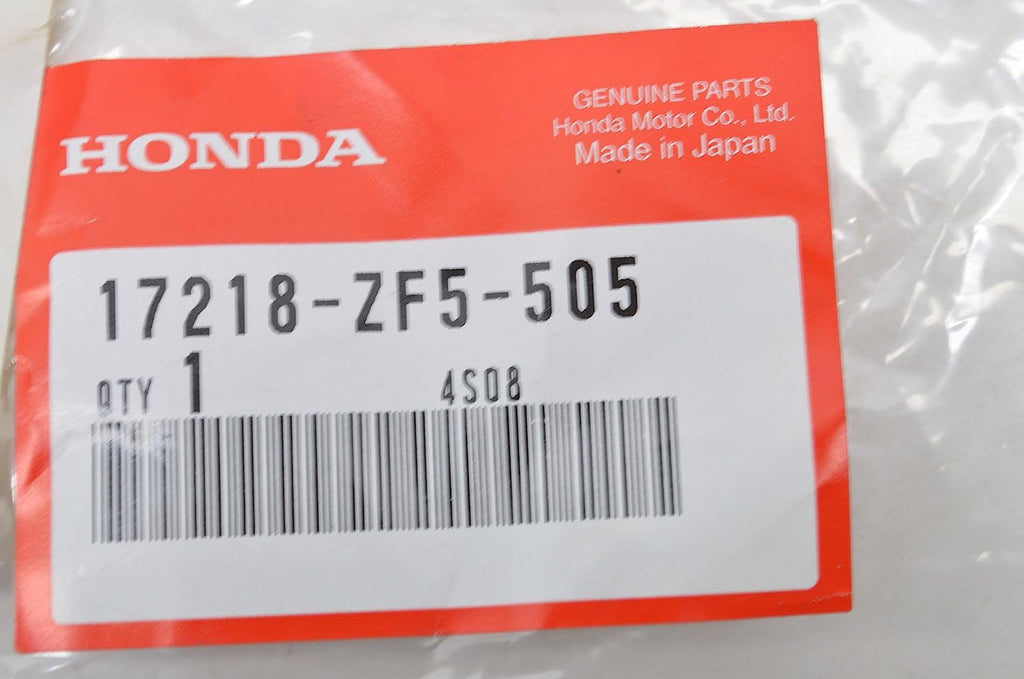 HONDA
GENUINE PARTS
Honda Motor Co., Ltd.
Made in Japan
17218-ZF5-505
QTY 1 4S08